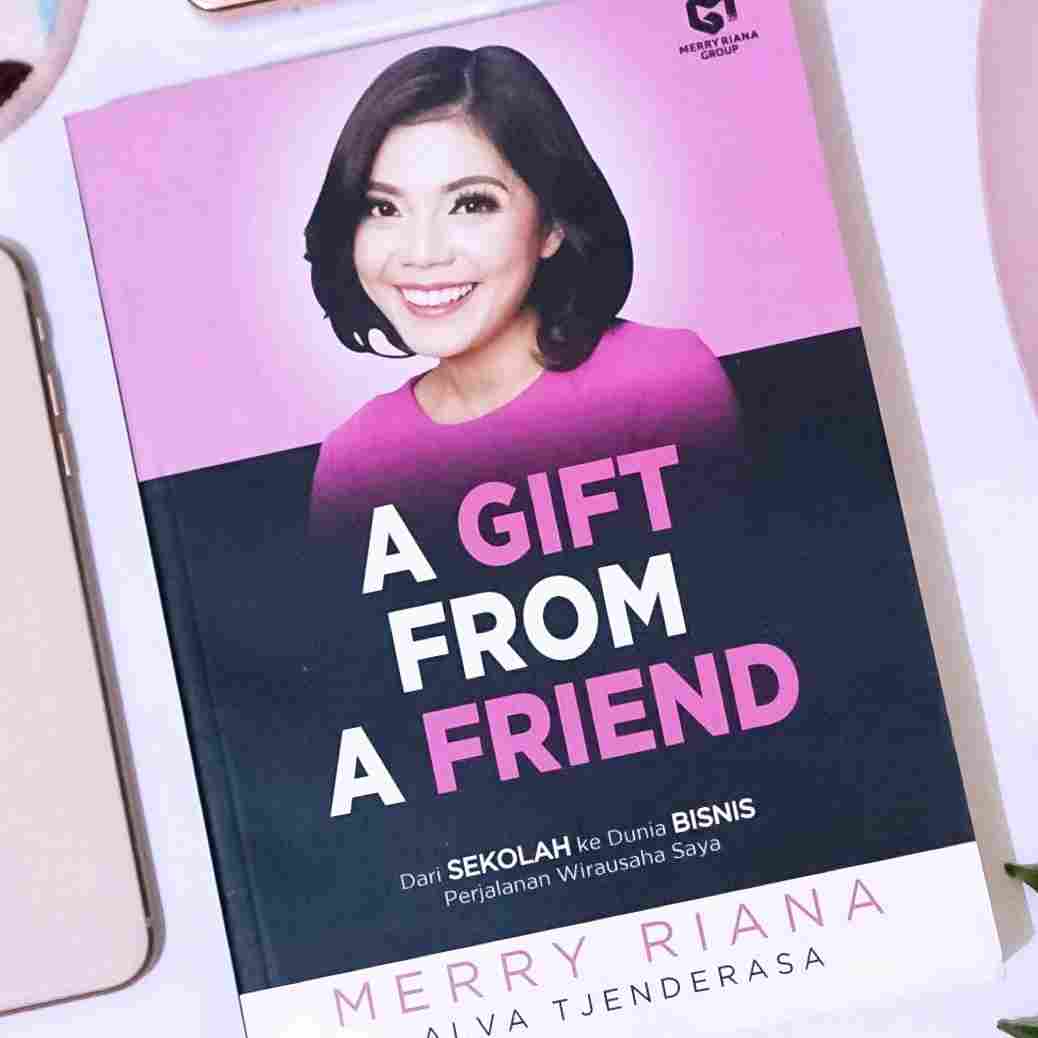 MERRY RIANA
GROUP
A GIFT
FROM
A FRIEND
Dari SEKOLAH ke Dunia BISNIS
Perjalanan Wirausaha Saya
MERRY RIANA
ALVA TJENDERASA